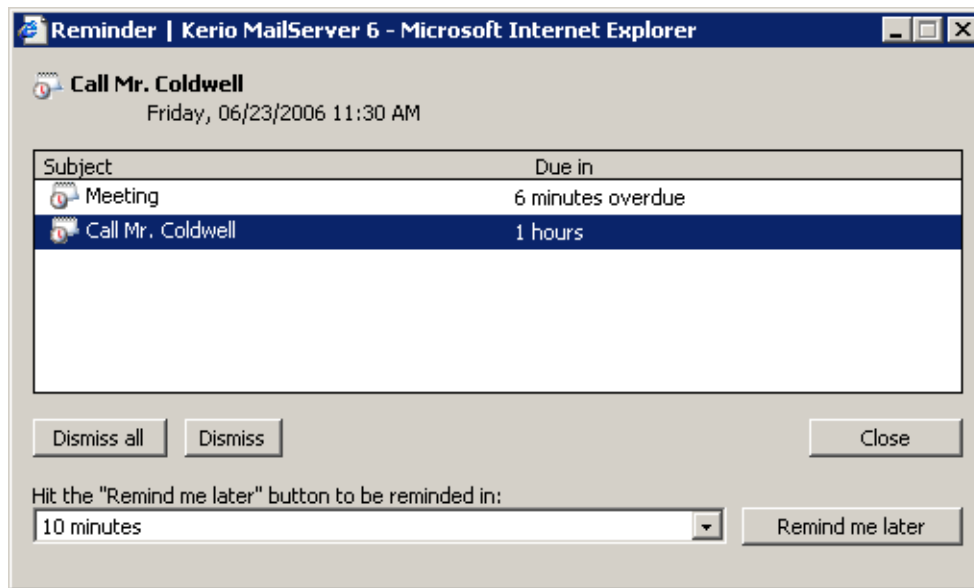 Reminder | Kerio MailServer 6 - Microsoft Internet Explorer
Call Mr. Coldwell
Friday, 06/23/2006 11:30 AM
Subject Due in
Meeting 6 minutes overdue
Call Mr. Coldwell 1 hours
Dismiss all Dismiss Close
Hit the "Remind me later" button to be reminded in:
10 minutes Remind me later